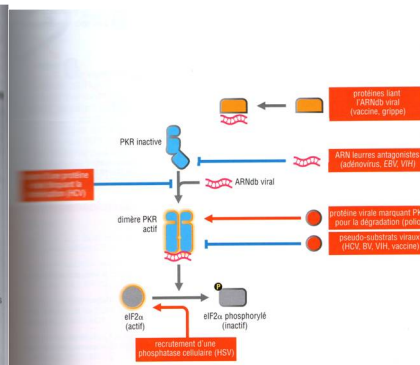 protéines liant
l'ARNdb viral
(vaccine, grippe)
PKR inactive
ARN leurres antagonistes
(adénovirus, EBV, VIH)
ARNdb viral
(HCV)
dimère PKR
actif
protéine virale marquant PK
pour la dégradation (polio
pseudo-substrats viraux
(HCV, BV, VIH, vaccine)
P
eIF2α
(actif)
eIF2α phosphorylé
(inactif)
recrutement d'une
phosphatase cellulaire (HSV)